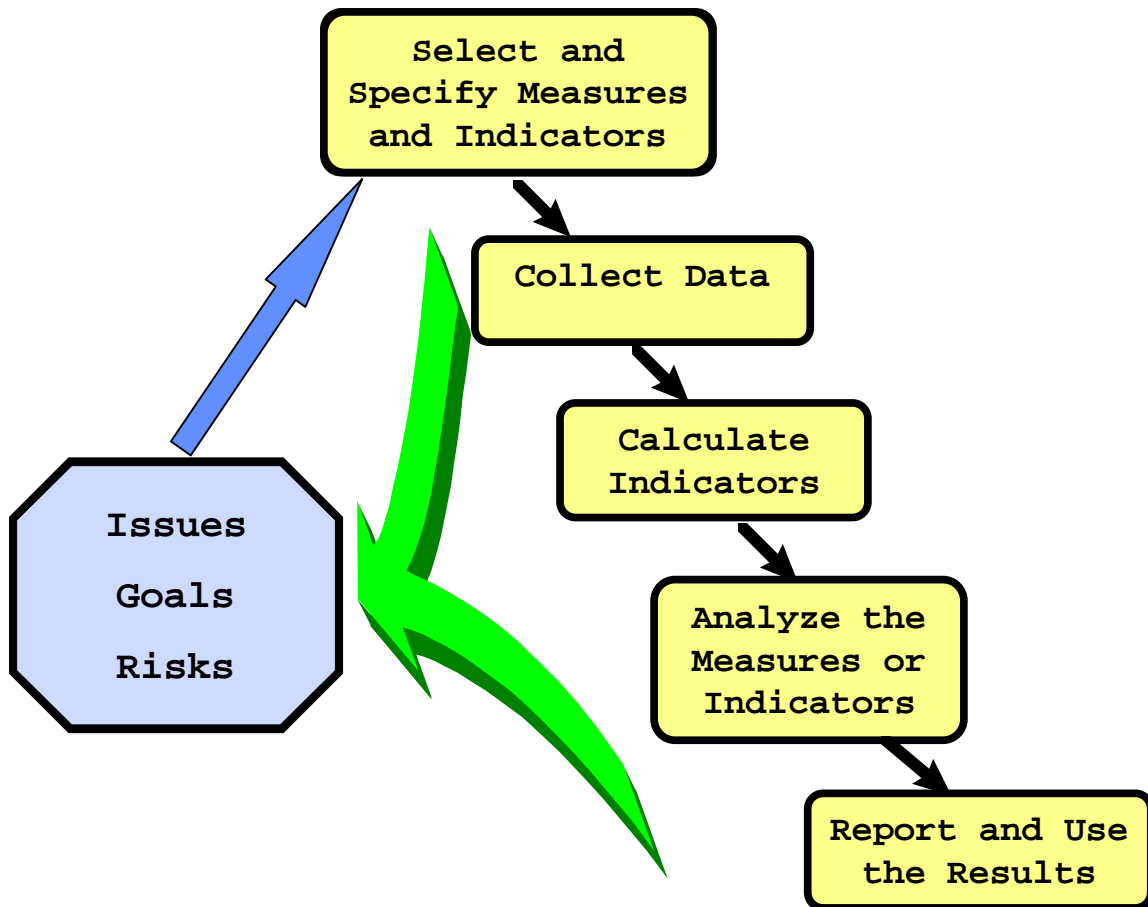 Select and
Specify Measures
and Indicators
Collect Data
Calculate
Indicators
Issues
Goals
Risks
Analyze the
Measures or
Indicators
Report and Use
the Results